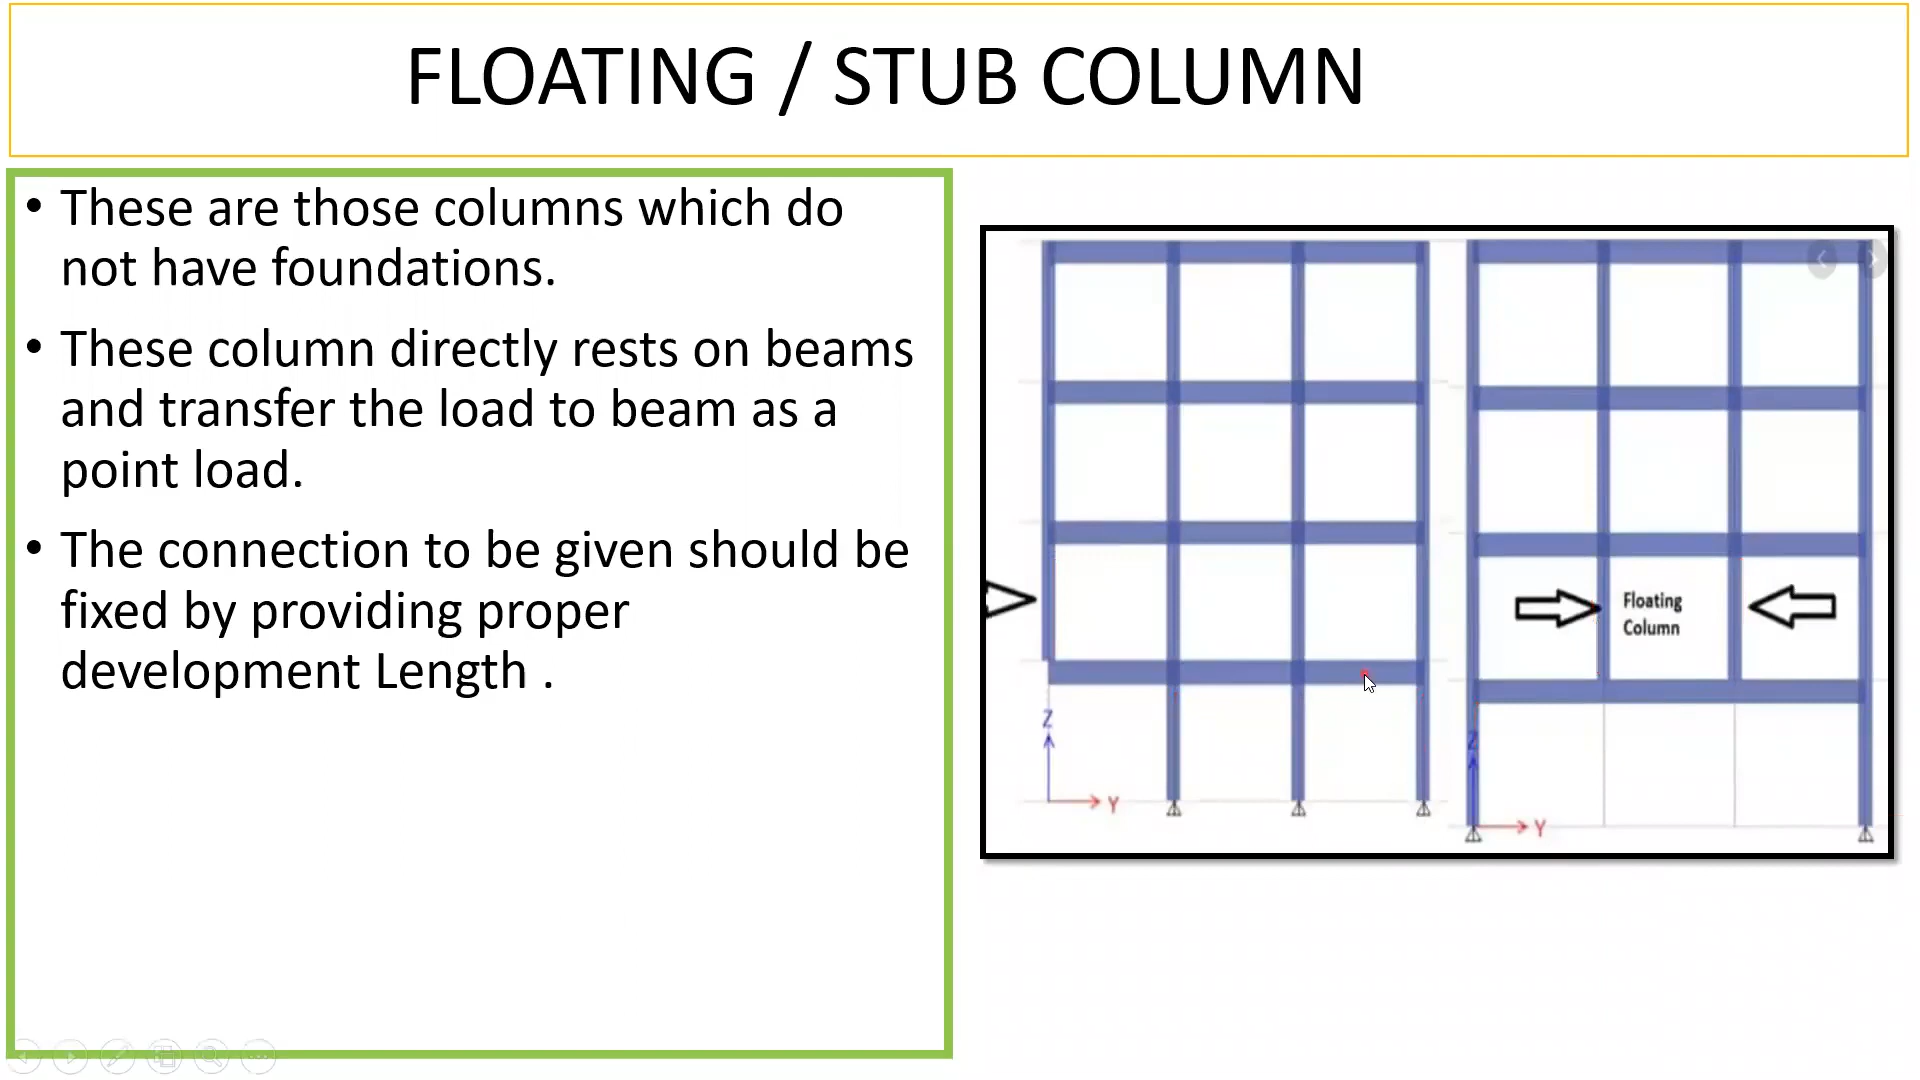 FLOATING / STUB COLUMN
• These are those columns which do
not have foundations.
• These column directly rests on beams
and transfer the load to beam as a
point load.
• The connection to be given should be
fixed by providing proper
development Length .
Floating
Column
Z
Y
Z
Y